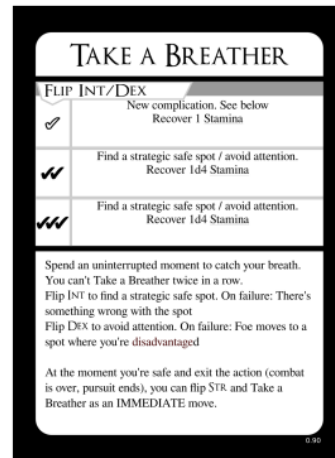 TAKE A BREATHER
FLIP INT/DEX
New complication. See below
Recover 1 Stamina
Find a strategic safe spot / avoid attention.
Recover 1d4 Stamina
Find a strategic safe spot / avoid attention.
Recover 1d4 Stamina
Spend an uninterrupted moment to catch your breath.
You can't Take a Breather twice in a row.
Flip INT to find a strategic safe spot. On failure: There's
something wrong with the spot
Flip DEX to avoid attention. On failure: Foe moves to a
spot where you're disadvantaged
At the moment you're safe and exit the action (combat
is over, pursuit ends), you can flip STR and Take a
Breather as an IMMEDIATE move.
0.90